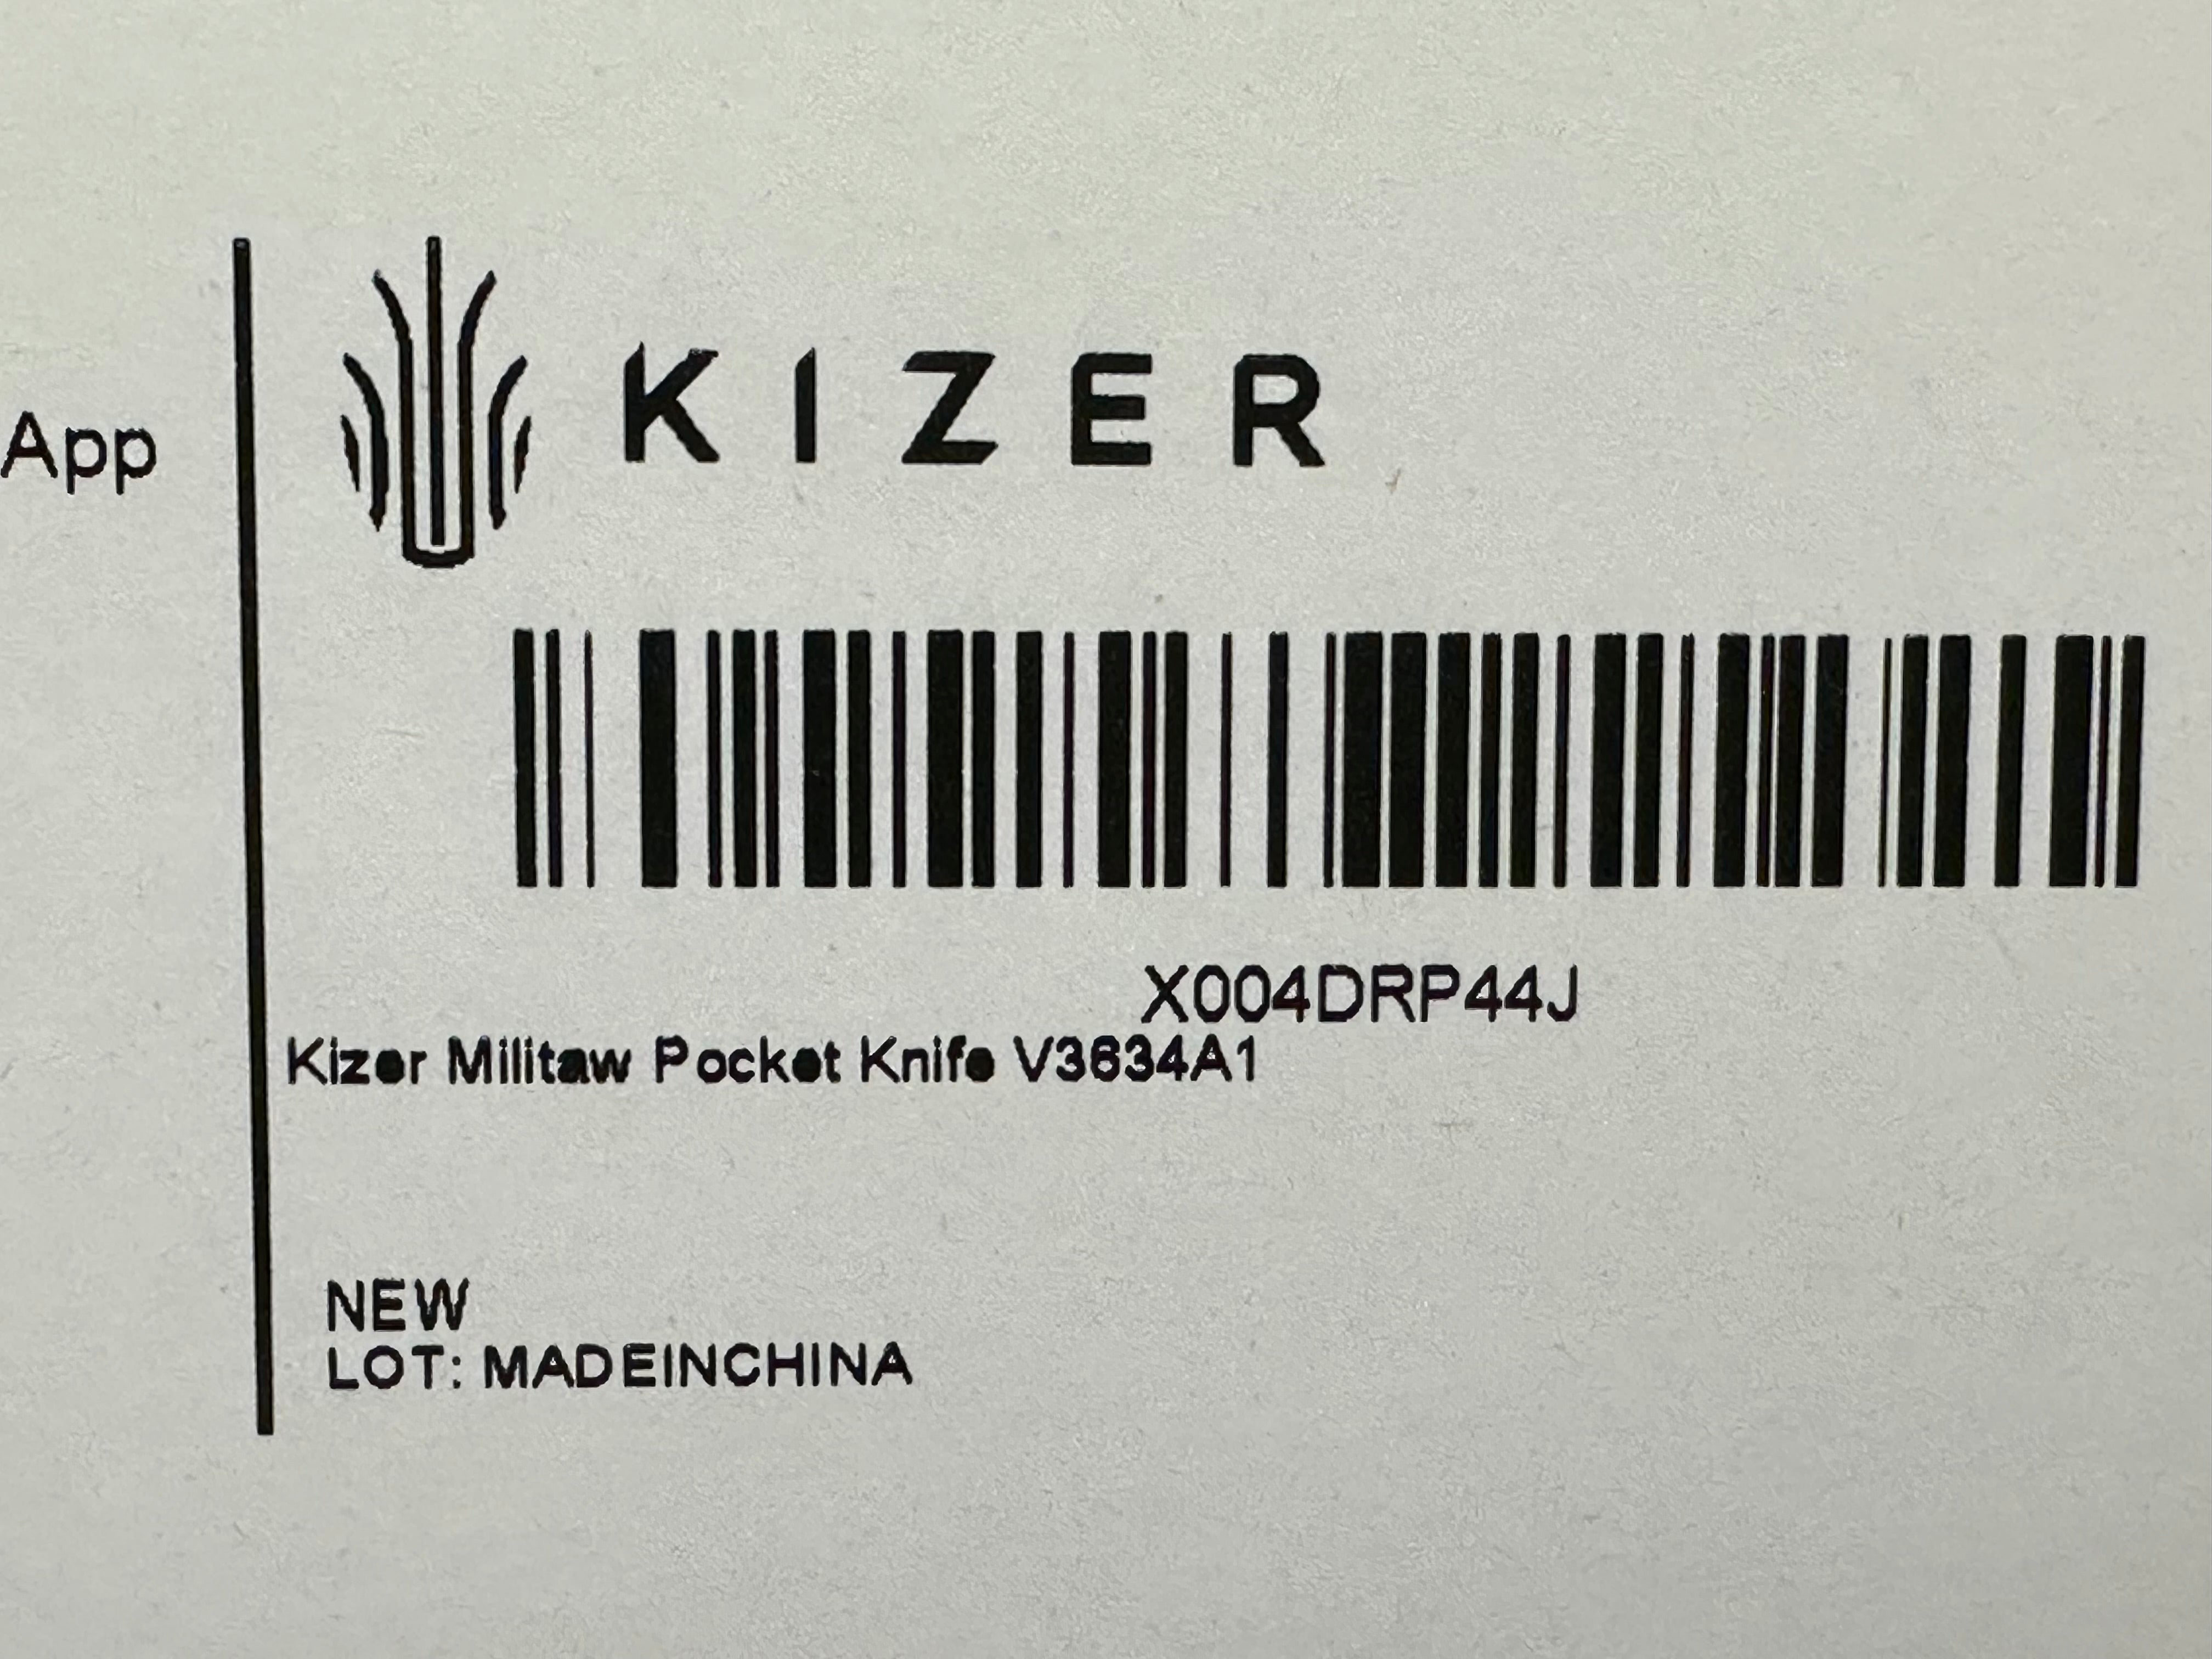 App
KIZER
X004DRP44J
Kizer Militaw Pocket Knife V3634A1
NEW
LOT: MADEINCHINA